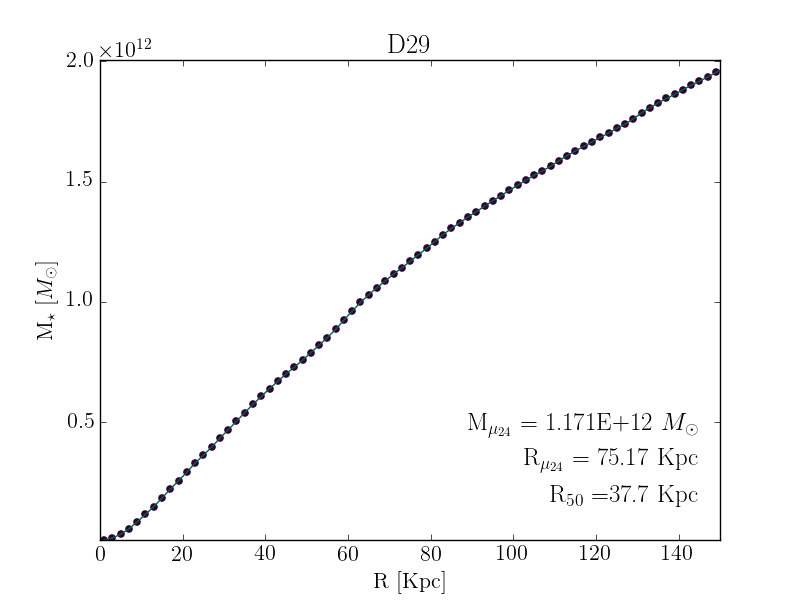 ×10¹² D29
2.0
1.5
1.0
0.5
M⋆ [M⊙]
M_μ24 = 1.171E+12 M⊙
R_μ24 = 75.17 Kpc
R50 =37.7 Kpc
0 20 40 60 80 100 120 140
R [Kpc]